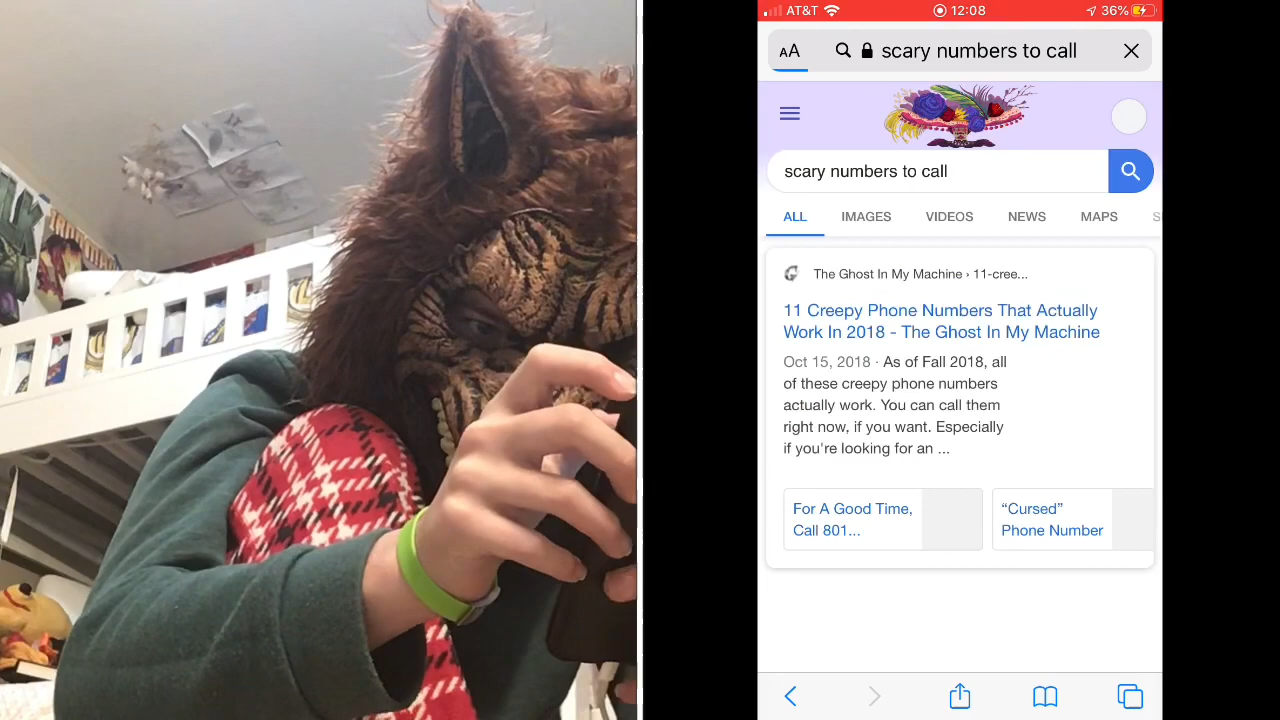 AT&T 12:08 36%
AA scary numbers to call
scary numbers to call
ALL IMAGES VIDEOS NEWS MAPS
The Ghost In My Machine › 11-cree...
11 Creepy Phone Numbers That Actually
Work In 2018 - The Ghost In My Machine
Oct 15, 2018 · As of Fall 2018, all
of these creepy phone numbers
actually work. You can call them
right now, if you want. Especially
if you're looking for an ...
For A Good Time,
Call 801...
“Cursed”
Phone Number